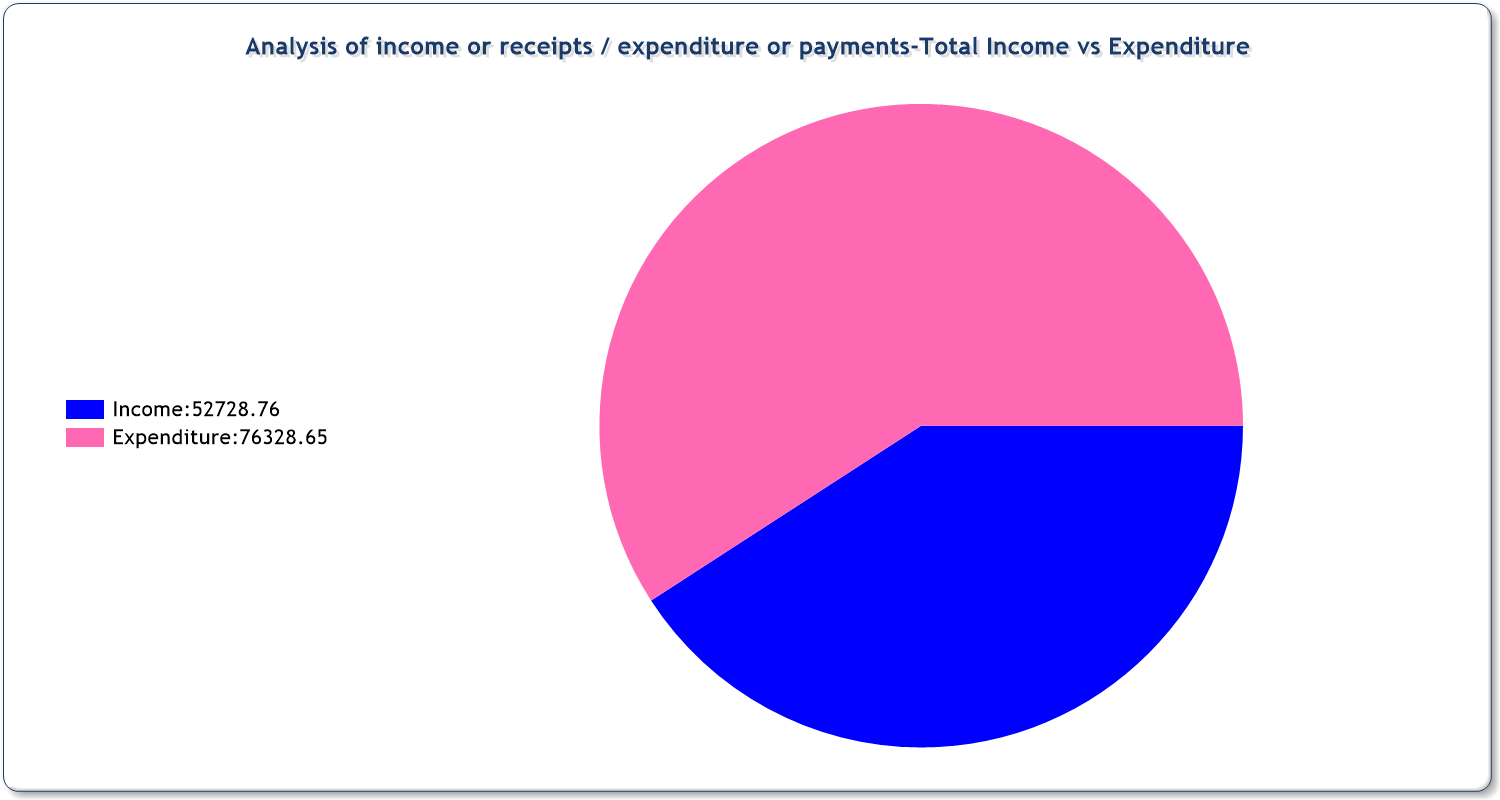 Analysis of income or receipts / expenditure or payments-Total Income vs Expenditure
Income:52728.76
Expenditure:76328.65